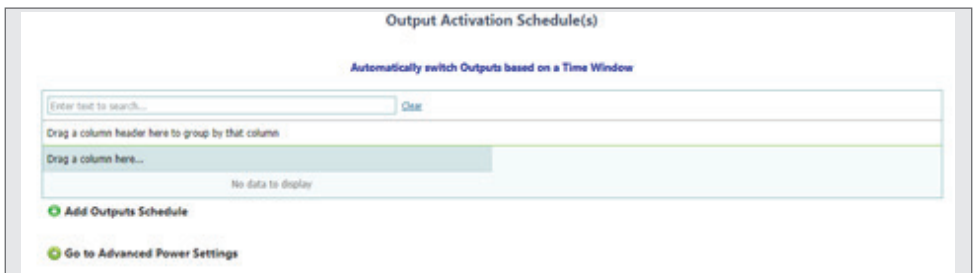 Output Activation Schedule(s)
Automatically switch Outputs based on a Time Window
Enter text to search... Clear
Drag a column header here to group by that column
Drag a column here...
No data to display
Add Outputs Schedule
Go to Advanced Power Settings